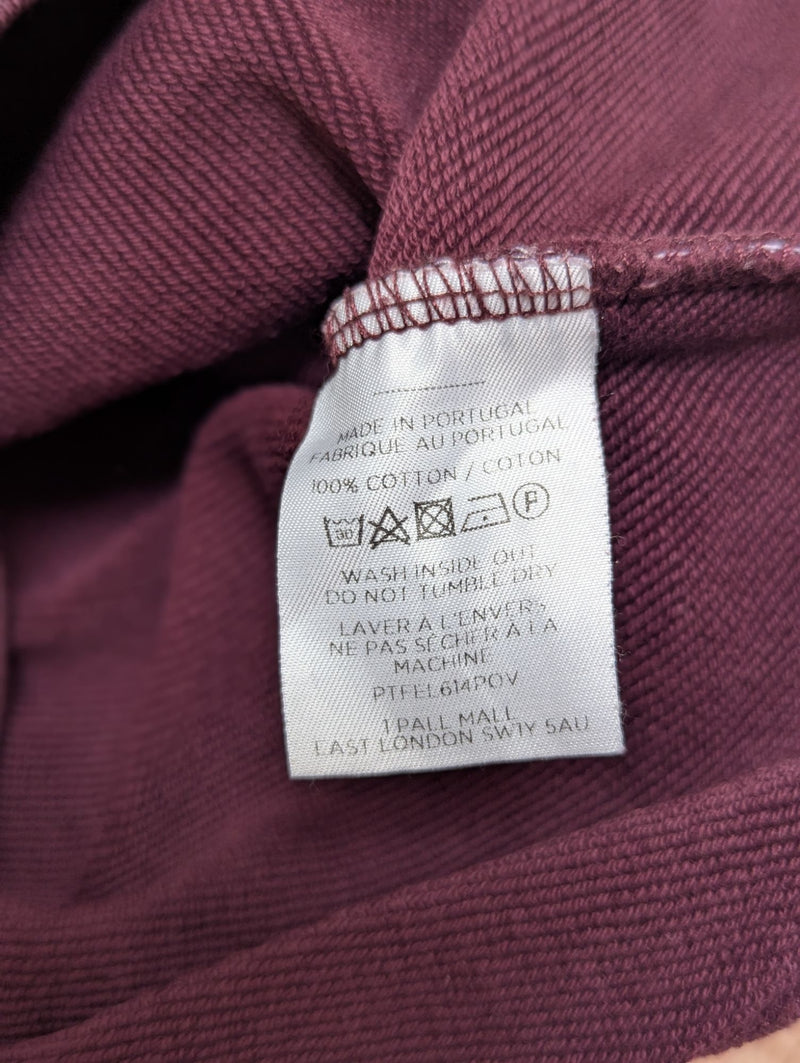 MADE IN PORTUGAL
FABRIQUE AU PORTUGAL
100% COTTON / COTON
30
P
WASH INSIDE OUT
DO NOT TUMBLE DRY
LAVER A L'ENVERS
NE PAS SÉCHER À LA
MACHINE
PTFEL614POV
1 PALL MALL
EAST LONDON SW1Y 5AU